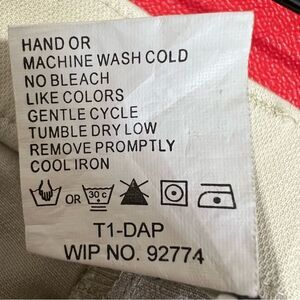 HAND OR
MACHINE WASH COLD
NO BLEACH
LIKE COLORS
GENTLE CYCLE
TUMBLE DRY LOW
REMOVE PROMPTLY
COOL IRON
OR 30c
T1-DAP
WIP NO. 92774